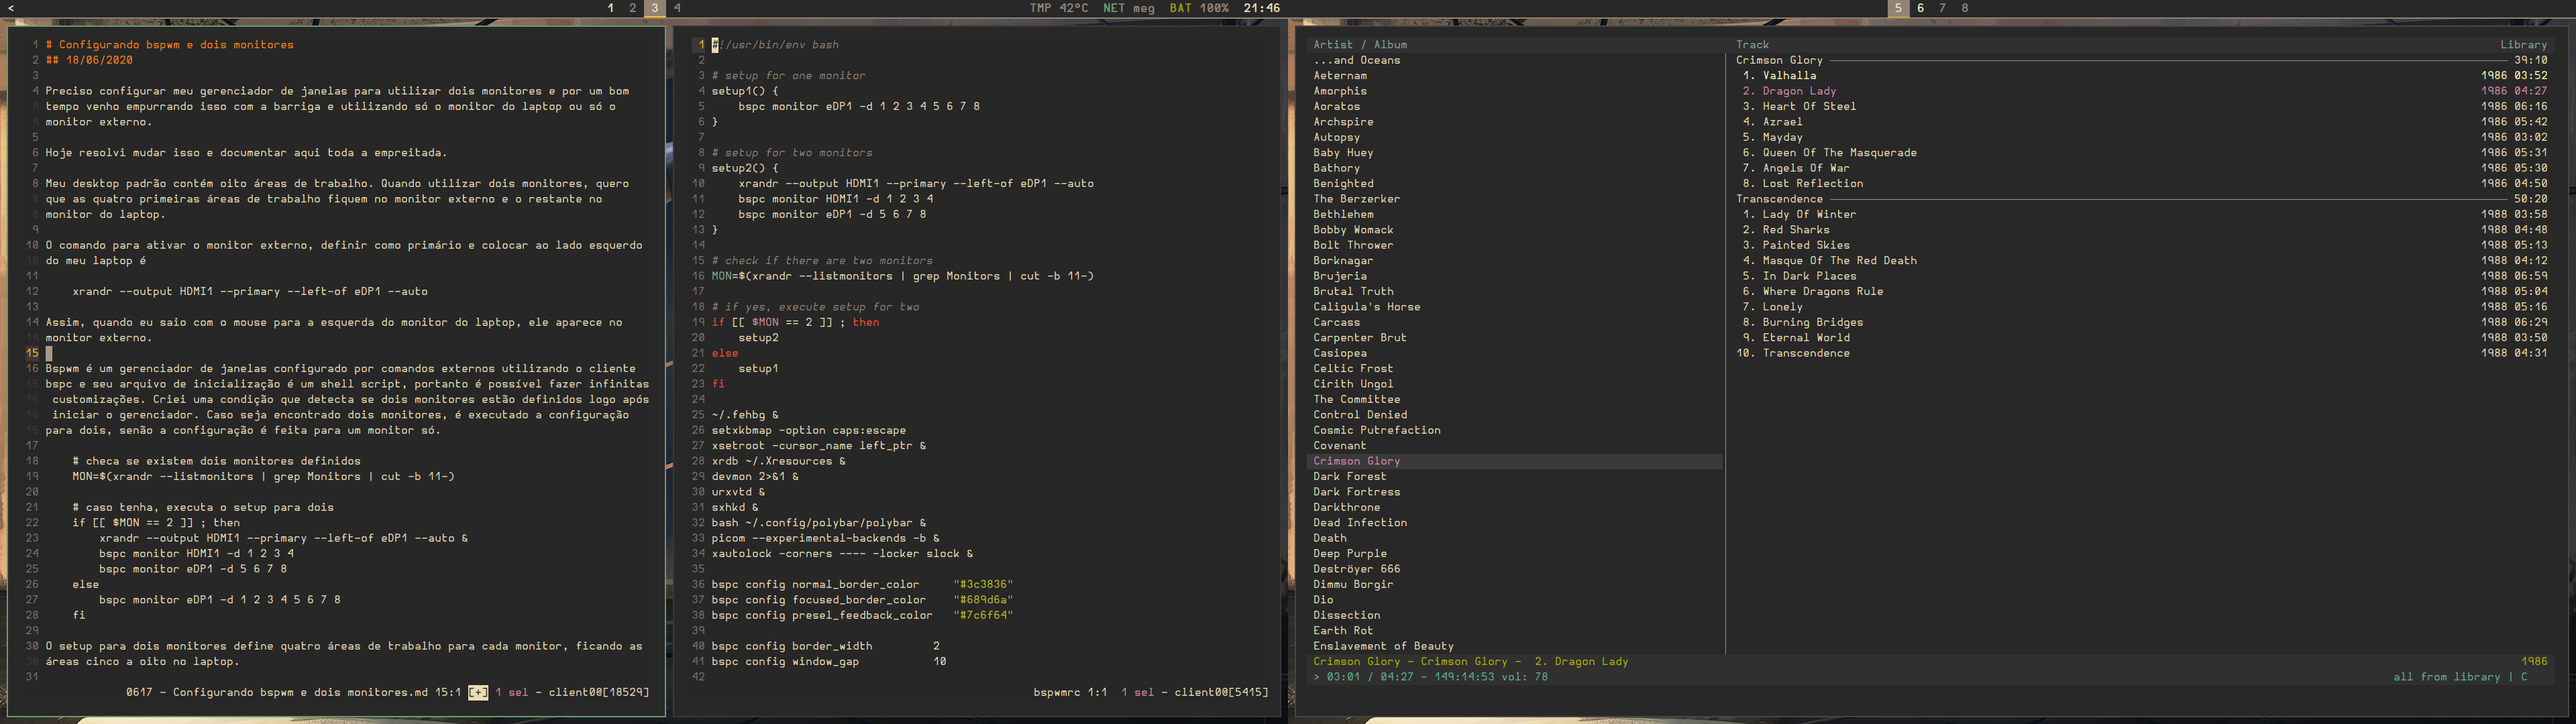 <
1 2 3 4
TMP 42°C NET meg BAT 100% 21:46
5 6 7 8
1 # Configurando bspwm e dois monitores
2 ## 18/06/2020
3
4 Preciso configurar meu gerenciador de janelas para utilizar dois monitores e por um bom
4 tempo venho empurrando isso com a barriga e utilizando só o monitor do laptop ou só o
4 monitor externo.
5
6 Hoje resolvi mudar isso e documentar aqui toda a empreitada.
7
8 Meu desktop padrão contém oito áreas de trabalho. Quando utilizar dois monitores, quero
8 que as quatro primeiras áreas de trabalho fiquem no monitor externo e o restante no
8 monitor do laptop.
9
10 O comando para ativar o monitor externo, definir como primário e colocar ao lado esquerdo
10 do meu laptop é
11
12 xrandr --output HDMI1 --primary --left-of eDP1 --auto
13
14 Assim, quando eu saio com o mouse para a esquerda do monitor do laptop, ele aparece no
14 monitor externo.
15
16 Bspwm é um gerenciador de janelas configurado por comandos externos utilizando o cliente
16 bspc e seu arquivo de inicialização é um shell script, portanto é possível fazer infinitas
16 customizações. Criei uma condição que detecta se dois monitores estão definidos logo após
16 iniciar o gerenciador. Caso seja encontrado dois monitores, é executado a configuração
16 para dois, senão a configuração é feita para um monitor só.
17
18 # checa se existem dois monitores definidos
19 MON=$(xrandr --listmonitors | grep Monitors | cut -b 11-)
20
21 # caso tenha, executa o setup para dois
22 if [[ $MON == 2 ]] ; then
23 xrandr --output HDMI1 --primary --left-of eDP1 --auto &
24 bspc monitor HDMI1 -d 1 2 3 4
25 bspc monitor eDP1 -d 5 6 7 8
26 else
27 bspc monitor eDP1 -d 1 2 3 4 5 6 7 8
28 fi
29
30 O setup para dois monitores define quatro áreas de trabalho para cada monitor, ficando as
30 áreas cinco a oito no laptop.
31
0617 - Configurando bspwm e dois monitores.md 15:1 [+] 1 sel - client0@[18529]
1 #!/usr/bin/env bash
2
3 # setup for one monitor
4 setup1() {
5 bspc monitor eDP1 -d 1 2 3 4 5 6 7 8
6 }
7
8 # setup for two monitors
9 setup2() {
10 xrandr --output HDMI1 --primary --left-of eDP1 --auto
11 bspc monitor HDMI1 -d 1 2 3 4
12 bspc monitor eDP1 -d 5 6 7 8
13 }
14
15 # check if there are two monitors
16 MON=$(xrandr --listmonitors | grep Monitors | cut -b 11-)
17
18 # if yes, execute setup for two
19 if [[ $MON == 2 ]] ; then
20 setup2
21 else
22 setup1
23 fi
24
25 ~/.fehbg &
26 setxkbmap -option caps:escape
27 xsetroot -cursor_name left_ptr &
28 xrdb ~/.Xresources &
29 devmon 2>&1 &
30 urxvtd &
31 sxhkd &
32 bash ~/.config/polybar/polybar &
33 picom --experimental-backends -b &
34 xautolock -corners ---- -locker slock &
35
36 bspc config normal_border_color "#3c3836"
37 bspc config focused_border_color "#689d6a"
38 bspc config presel_feedback_color "#7c6f64"
39
40 bspc config border_width 2
41 bspc config window_gap 10
42
bspwmrc 1:1 1 sel - client0@[5415]
Artist / Album
...and Oceans
Aeternam
Amorphis
Aoratos
Archspire
Autopsy
Baby Huey
Bathory
Benighted
The Berzerker
Bethlehem
Bobby Womack
Bolt Thrower
Borknagar
Brujeria
Brutal Truth
Caligula's Horse
Carcass
Carpenter Brut
Casiopea
Celtic Frost
Cirith Ungol
The Committee
Control Denied
Cosmic Putrefaction
Covenant
Crimson Glory
Dark Forest
Dark Fortress
Darkthrone
Dead Infection
Death
Deep Purple
Deströyer 666
Dimmu Borgir
Dio
Dissection
Earth Rot
Enslavement of Beauty
Track Library
Crimson Glory 39:10
1. Valhalla 1986 03:52
2. Dragon Lady 1986 04:27
3. Heart Of Steel 1986 06:16
4. Azrael 1986 05:42
5. Mayday 1986 03:02
6. Queen Of The Masquerade 1986 05:31
7. Angels Of War 1986 05:30
8. Lost Reflection 1986 04:50
Transcendence 50:20
1. Lady Of Winter 1988 03:58
2. Red Sharks 1988 04:48
3. Painted Skies 1988 05:13
4. Masque Of The Red Death 1988 04:12
5. In Dark Places 1988 06:59
6. Where Dragons Rule 1988 05:04
7. Lonely 1988 05:16
8. Burning Bridges 1988 06:29
9. Eternal World 1988 03:50
10. Transcendence 1988 04:31
Crimson Glory - Crimson Glory - 2. Dragon Lady 1986
> 03:01 / 04:27 - 149:14:53 vol: 78 all from library | C